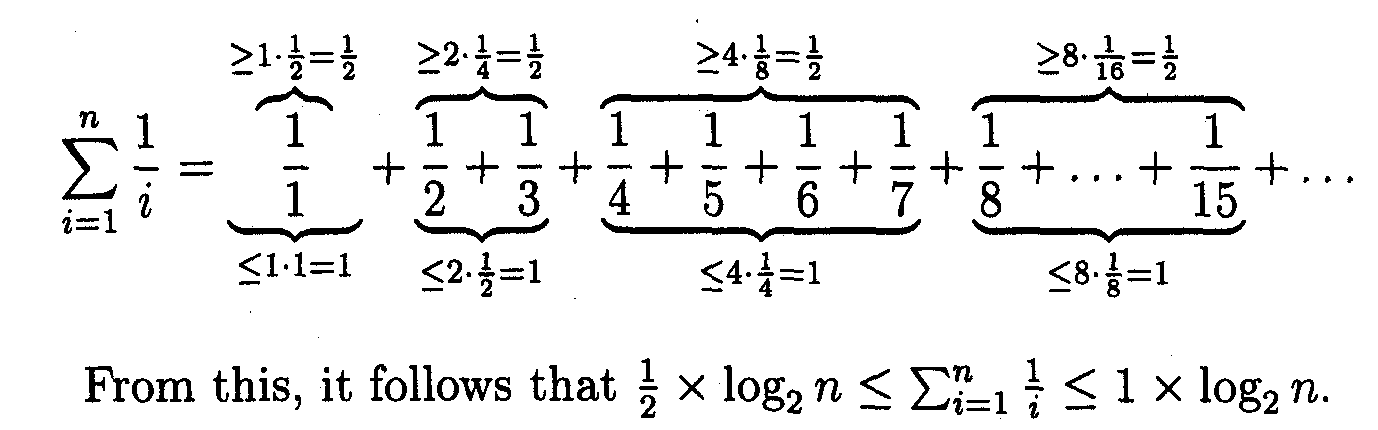 ≥1·1/2=1/2 ≥2·1/4=1/2 ≥4·1/8=1/2 ≥8·1/16=1/2
∑_{i=1}^{n} 1/i = 1/1 + 1/2 + 1/3 + 1/4 + 1/5 + 1/6 + 1/7 + 1/8 + ... + 1/15 + ...
≤1·1=1 ≤2·1/2=1 ≤4·1/4=1 ≤8·1/8=1
From this, it follows that 1/2 × log₂ n ≤ ∑_{i=1}^{n} 1/i ≤ 1 × log₂ n.